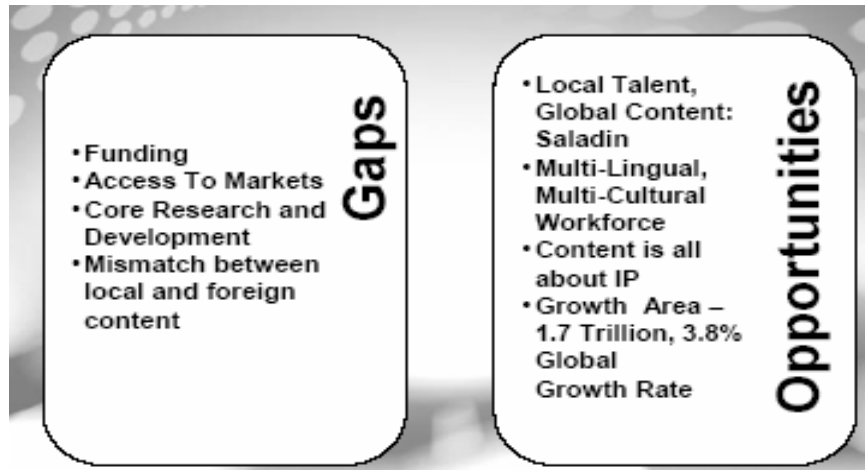 Gaps
•Funding
•Access To Markets
•Core Research and
Development
•Mismatch between
local and foreign
content
Opportunities
•Local Talent,
Global Content:
Saladin
•Multi-Lingual,
Multi-Cultural
Workforce
•Content is all
about IP
•Growth Area –
1.7 Trillion, 3.8%
Global
Growth Rate